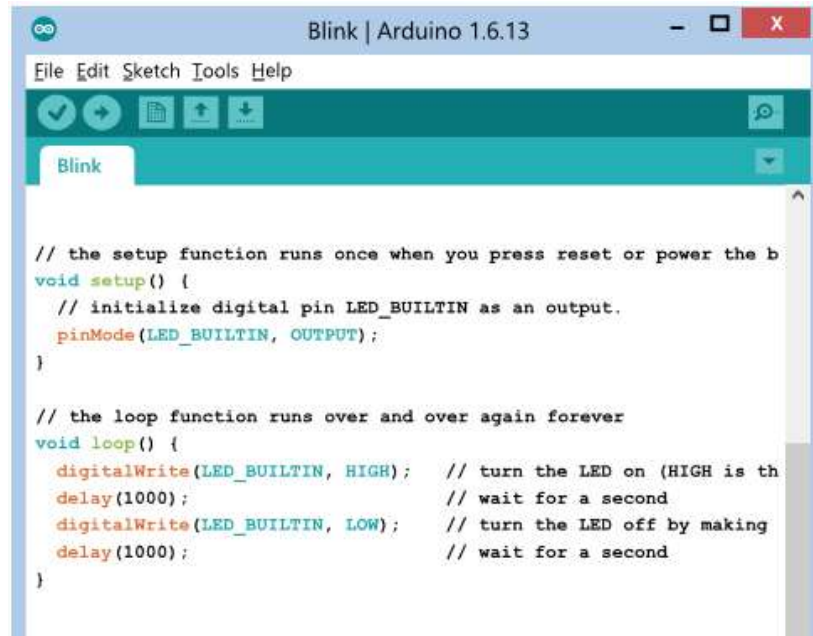 Blink | Arduino 1.6.13
File Edit Sketch Tools Help
Blink
// the setup function runs once when you press reset or power the b
void setup() {
  // initialize digital pin LED_BUILTIN as an output.
  pinMode(LED_BUILTIN, OUTPUT);
}
// the loop function runs over and over again forever
void loop() {
  digitalWrite(LED_BUILTIN, HIGH);   // turn the LED on (HIGH is th
  delay(1000);                       // wait for a second
  digitalWrite(LED_BUILTIN, LOW);    // turn the LED off by making
  delay(1000);                       // wait for a second
}